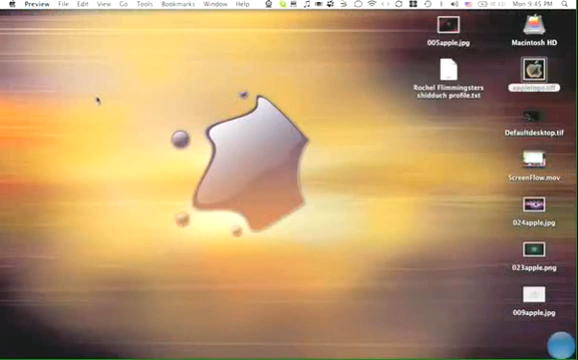 Preview File Edit View Go Tools Bookmarks Window Help Mon 9:45 PM
005apple.jpg
Macintosh HD
Rochel Flimmingsters
shidduch profile.txt
Defaultdesktop.tif
ScreenFlow.mov
024apple.jpg
023apple.png
009apple.jpg